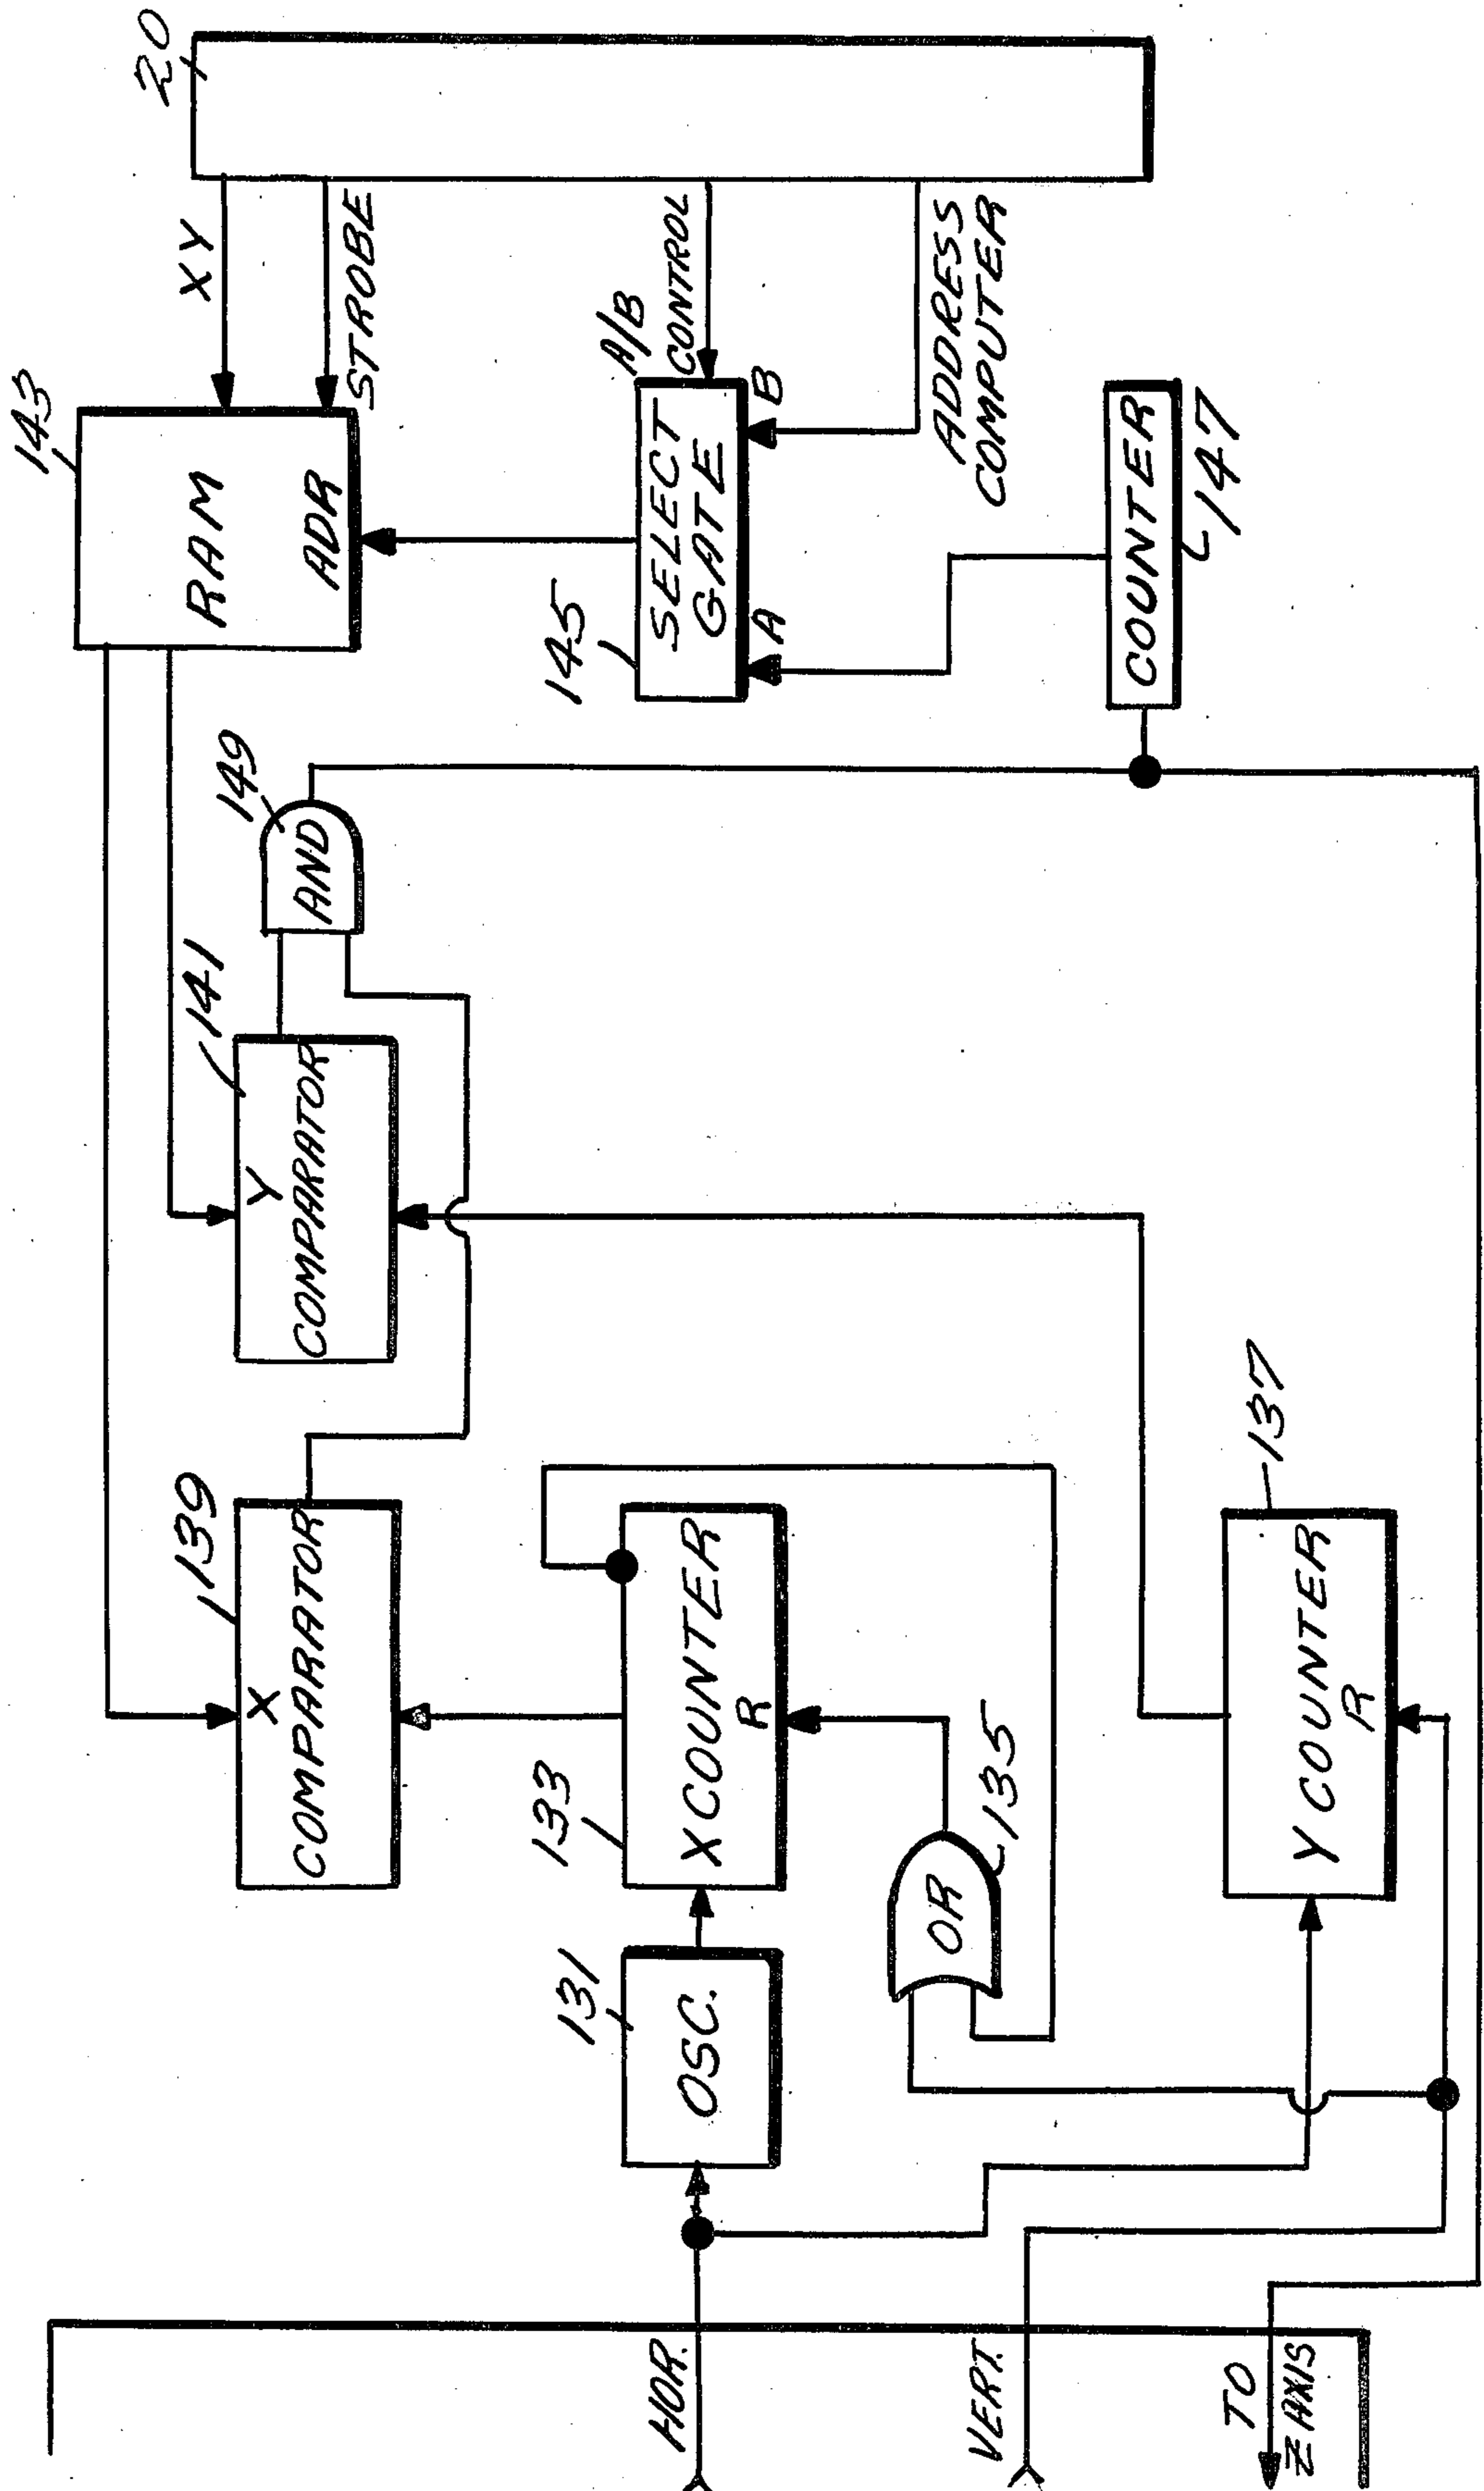 143
RAM
ADR
XY
STROBE
20
139
X
COMPARATOR
141
Y
COMPARATOR
149
AND
145
SELECT
GATE
A
B
A/B
CONTROL
ADDRESS
COMPUTER
131
OSC.
133
X COUNTER
R
OR
135
COUNTER
147
Y COUNTER
R
137
HOR.
VERT.
TO
Z AXIS